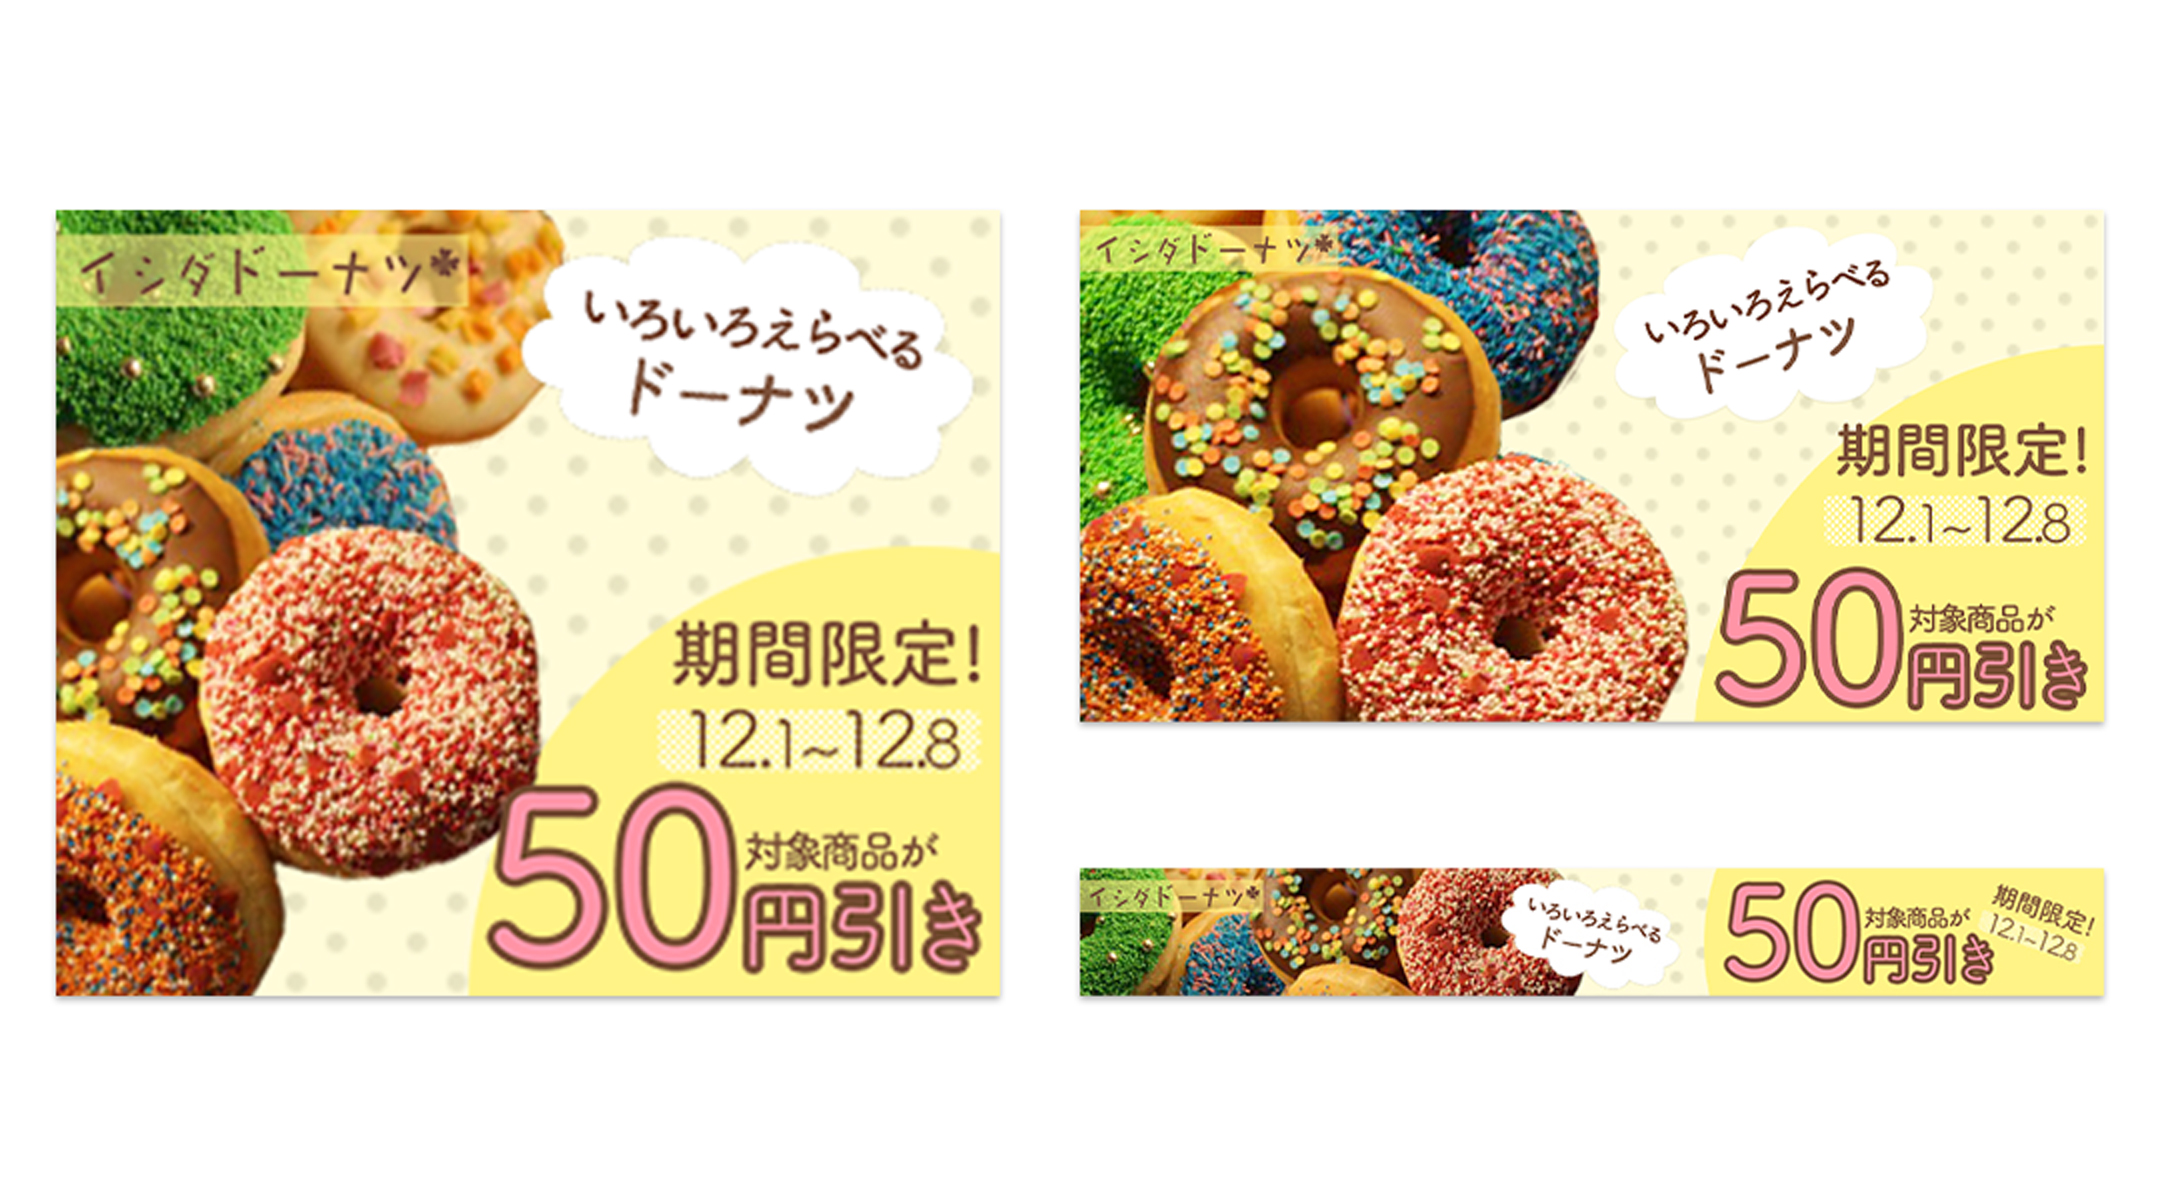 イシダドーナツ
いろいろえらべる
ドーナツ
期間限定!
12.1~12.8
50
対象商品が
円引き
イシダドーナツ
いろいろえらべる
ドーナツ
期間限定!
12.1~12.8
50
対象商品が
円引き
イシダドーナツ
いろいろえらべる
ドーナツ
50
対象商品が
円引き
期間限定!
12.1~12.8